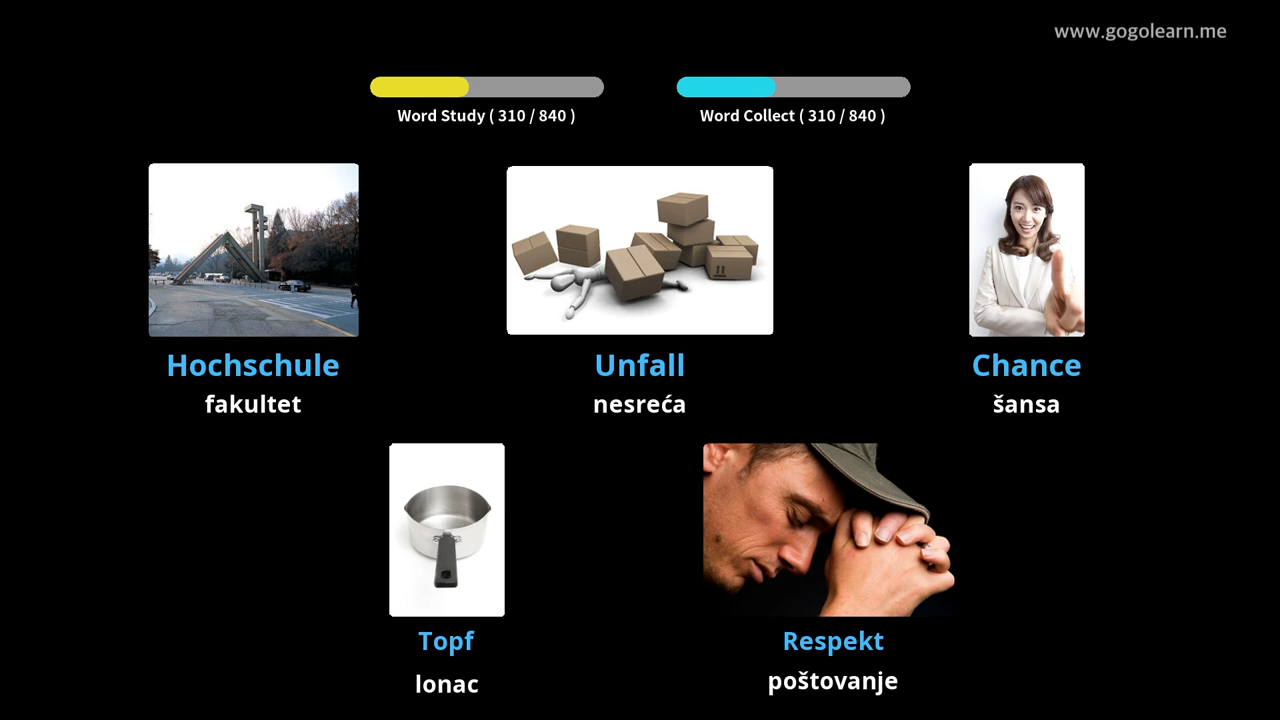 www.gogolearn.me
Word Study ( 310 / 840 )
Word Collect ( 310 / 840 )
Hochschule
fakultet
Unfall
nesreća
Chance
šansa
Topf
lonac
Respekt
poštovanje